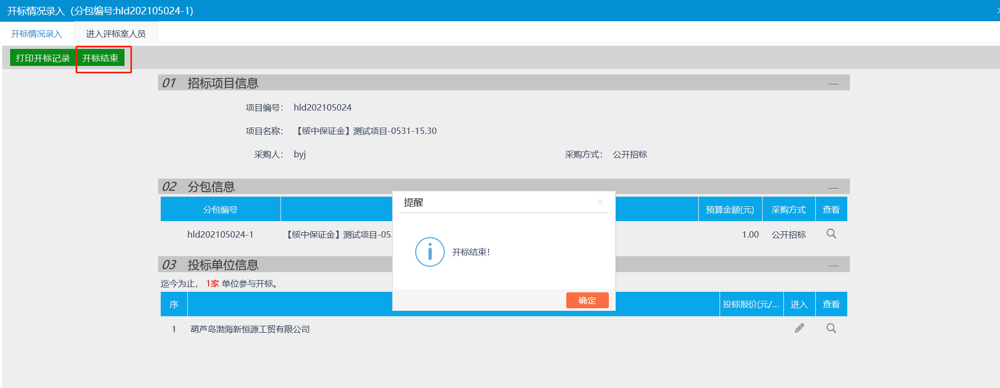 开标情况录入（分包编号:hld202105024-1)
开标情况录入 进入评标室人员
打印开标记录 开标结束
01 招标项目信息
项目编号： hld202105024
项目名称： 【绥中保证金】测试项目-0531-15.30
采购人： byj 采购方式： 公开招标
02 分包信息
分包编号 预算金额(元) 采购方式 查看
hld202105024-1 【绥中保证金】测试项目-05 1.00 公开招标
提醒
开标结束！
确定
03 投标单位信息
迄今为止， 1家 单位参与开标。
序 投标报价(元/... 进入 查看
1 葫芦岛渤海新恒源工贸有限公司